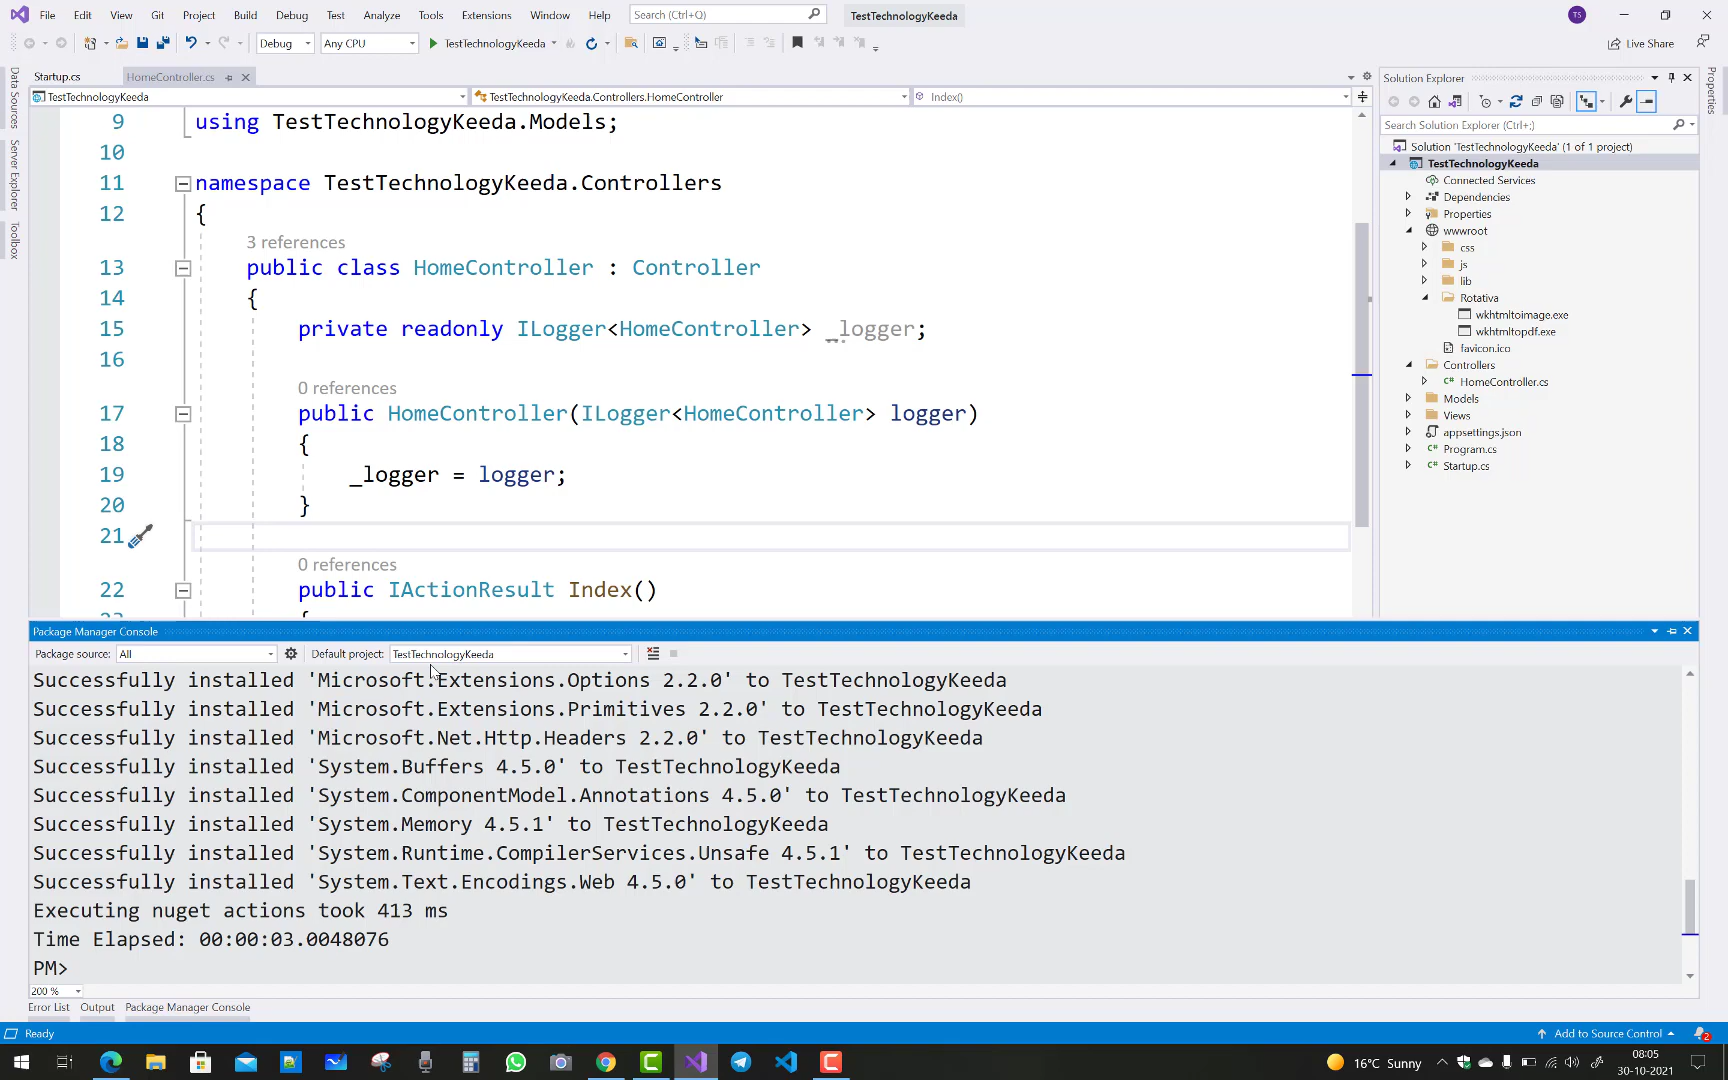 File Edit View Git Project Build Debug Test Analyze Tools Extensions Window Help Search (Ctrl+Q) TestTechnologyKeeda TS
Debug Any CPU TestTechnologyKeeda Live Share
Startup.cs HomeController.cs
TestTechnologyKeeda TestTechnologyKeeda.Controllers.HomeController Index()
Data Sources
Server Explorer
Toolbox
9 using TestTechnologyKeeda.Models;
10
11 namespace TestTechnologyKeeda.Controllers
12 {
3 references
13 public class HomeController : Controller
14 {
15 private readonly ILogger<HomeController> _logger;
16
0 references
17 public HomeController(ILogger<HomeController> logger)
18 {
19 _logger = logger;
20 }
21
0 references
22 public IActionResult Index()
23 {
Solution Explorer
Search Solution Explorer (Ctrl+;)
Solution 'TestTechnologyKeeda' (1 of 1 project)
TestTechnologyKeeda
Connected Services
Dependencies
Properties
wwwroot
css
js
lib
Rotativa
wkhtmltoimage.exe
wkhtmltopdf.exe
favicon.ico
Controllers
C# HomeController.cs
Models
Views
appsettings.json
C# Program.cs
C# Startup.cs
Properties
Package Manager Console
Package source: All Default project: TestTechnologyKeeda
Successfully installed 'Microsoft.Extensions.Options 2.2.0' to TestTechnologyKeeda
Successfully installed 'Microsoft.Extensions.Primitives 2.2.0' to TestTechnologyKeeda
Successfully installed 'Microsoft.Net.Http.Headers 2.2.0' to TestTechnologyKeeda
Successfully installed 'System.Buffers 4.5.0' to TestTechnologyKeeda
Successfully installed 'System.ComponentModel.Annotations 4.5.0' to TestTechnologyKeeda
Successfully installed 'System.Memory 4.5.1' to TestTechnologyKeeda
Successfully installed 'System.Runtime.CompilerServices.Unsafe 4.5.1' to TestTechnologyKeeda
Successfully installed 'System.Text.Encodings.Web 4.5.0' to TestTechnologyKeeda
Executing nuget actions took 413 ms
Time Elapsed: 00:00:03.0048076
PM>
200 %
Error List Output Package Manager Console
Ready Add to Source Control 2
16°C Sunny 08:05
30-10-2021